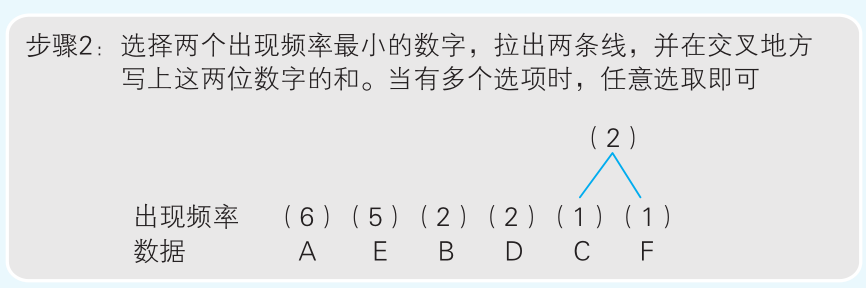 步骤2：选择两个出现频率最小的数字，拉出两条线，并在交叉地方
写上这两位数字的和。当有多个选项时，任意选取即可
（2）
出现频率 （6）（5）（2）（2）（1）（1）
数据 A E B D C F